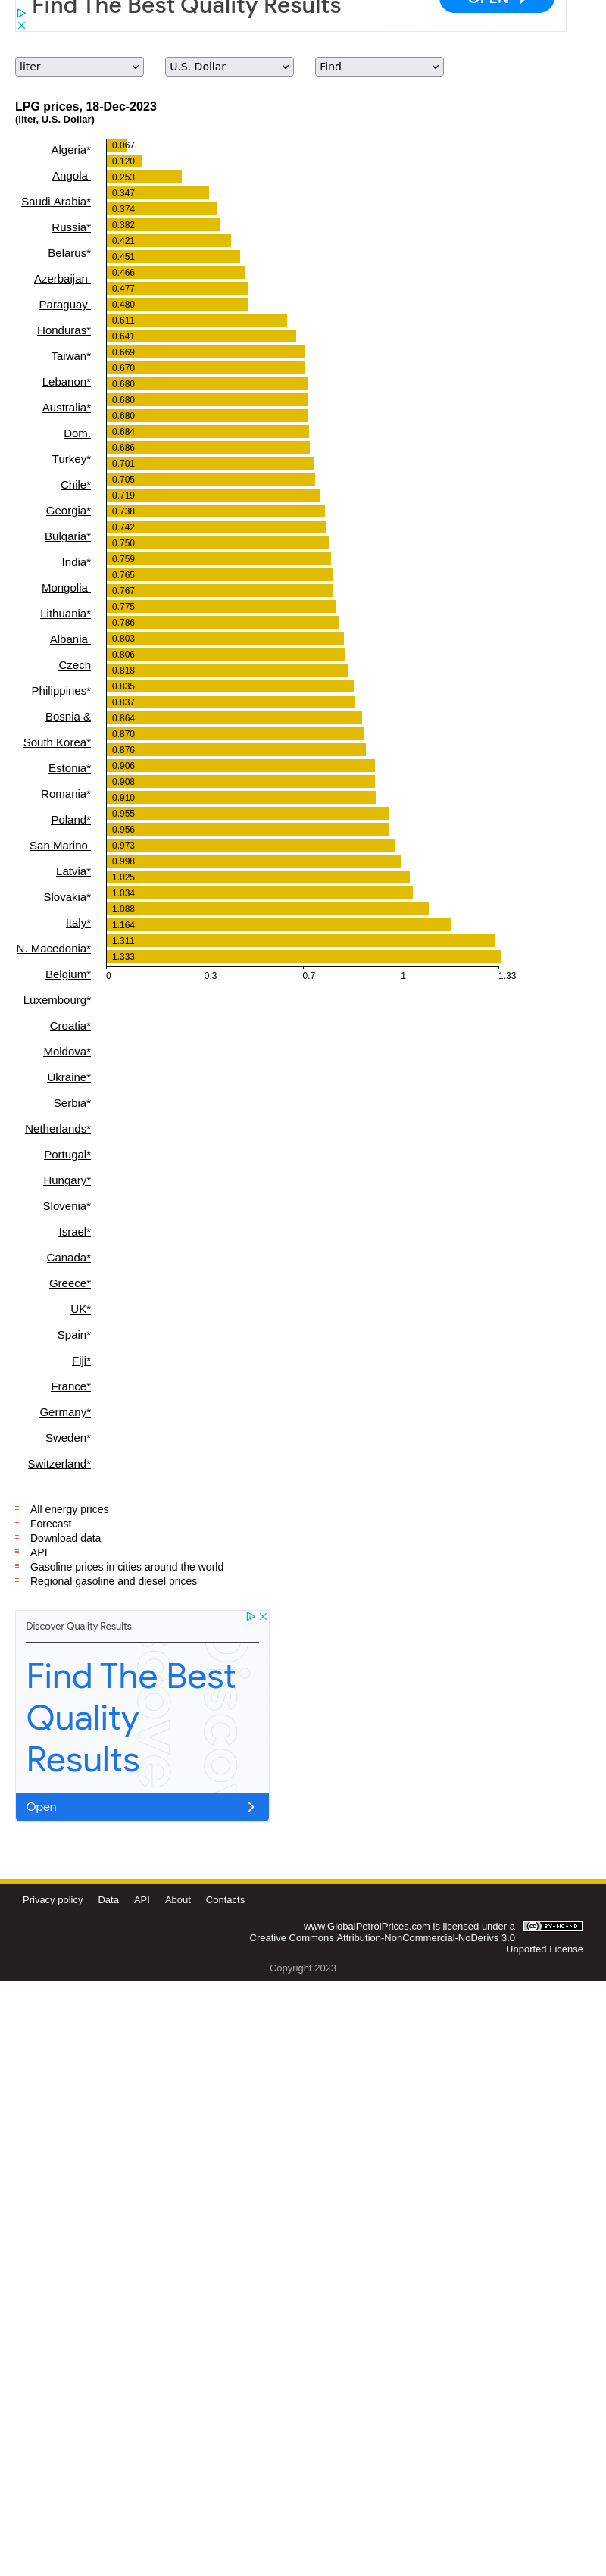 Find The Best Quality Results
OPEN
liter
U.S. Dollar
Find
LPG prices, 18-Dec-2023
(liter, U.S. Dollar)
Algeria*
Angola
Saudi Arabia*
Russia*
Belarus*
Azerbaijan
Paraguay
Honduras*
Taiwan*
Lebanon*
Australia*
Dom.
Turkey*
Chile*
Georgia*
Bulgaria*
India*
Mongolia
Lithuania*
Albania
Czech
Philippines*
Bosnia &
South Korea*
Estonia*
Romania*
Poland*
San Marino
Latvia*
Slovakia*
Italy*
N. Macedonia*
Belgium*
Luxembourg*
Croatia*
Moldova*
Ukraine*
Serbia*
Netherlands*
Portugal*
Hungary*
Slovenia*
Israel*
Canada*
Greece*
UK*
Spain*
Fiji*
France*
Germany*
Sweden*
Switzerland*
0.067
0.120
0.253
0.347
0.374
0.382
0.421
0.451
0.466
0.477
0.480
0.611
0.641
0.669
0.670
0.680
0.680
0.680
0.684
0.686
0.701
0.705
0.719
0.738
0.742
0.750
0.759
0.765
0.767
0.775
0.786
0.803
0.806
0.818
0.835
0.837
0.864
0.870
0.876
0.906
0.908
0.910
0.955
0.956
0.973
0.998
1.025
1.034
1.088
1.164
1.311
1.333
0 0.3 0.7 1 1.33
All energy prices
Forecast
Download data
API
Gasoline prices in cities around the world
Regional gasoline and diesel prices
Discover Quality Results
Find The Best
Quality
Results
Open
Privacy policy Data API About Contacts
www.GlobalPetrolPrices.com is licensed under a
Creative Commons Attribution-NonCommercial-NoDerivs 3.0
Unported License
cc BY-NC-ND
Copyright 2023